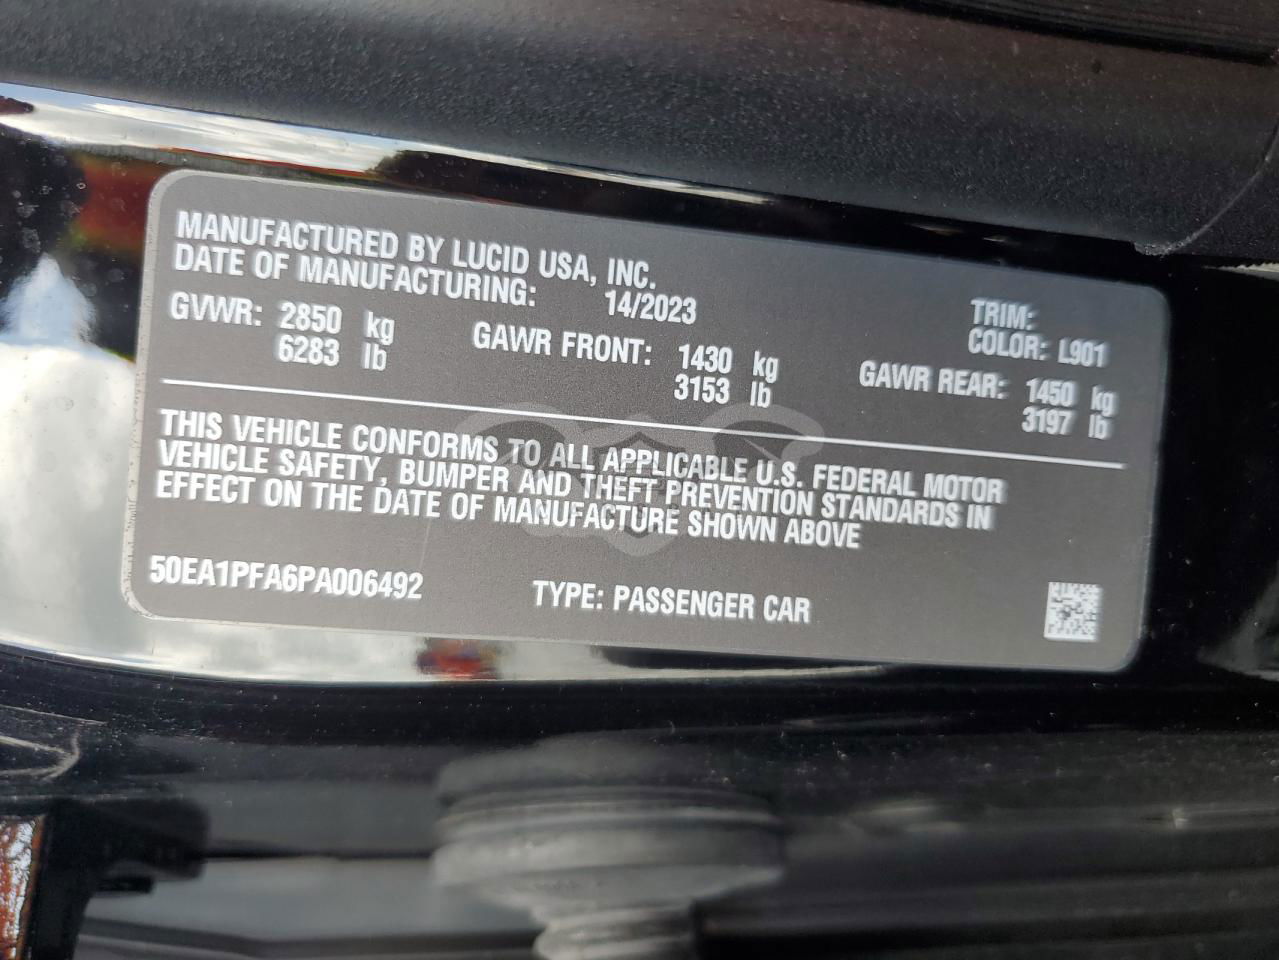 MANUFACTURED BY LUCID USA, INC.
DATE OF MANUFACTURING: 14/2023
TRIM:
COLOR: L901
GVWR: 2850 kg
6283 lb
GAWR FRONT: 1430 kg
3153 lb
GAWR REAR: 1450 kg
3197 lb
THIS VEHICLE CONFORMS TO ALL APPLICABLE U.S. FEDERAL MOTOR
VEHICLE SAFETY, BUMPER AND THEFT PREVENTION STANDARDS IN
EFFECT ON THE DATE OF MANUFACTURE SHOWN ABOVE
50EA1PFA6PA006492
TYPE: PASSENGER CAR